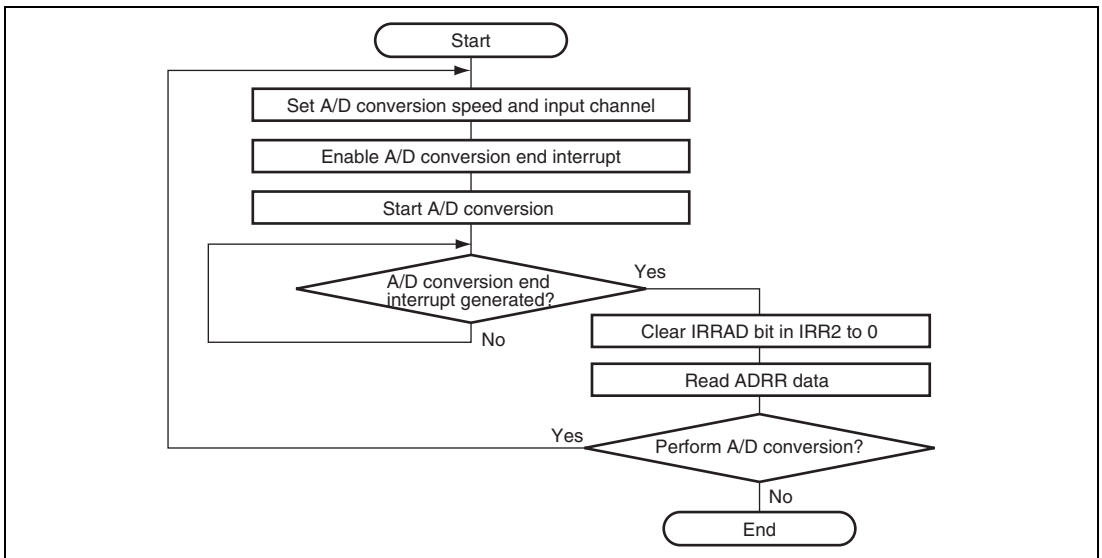 Start
Set A/D conversion speed and input channel
Enable A/D conversion end interrupt
Start A/D conversion
A/D conversion end
interrupt generated?
Yes
No
Clear IRRAD bit in IRR2 to 0
Read ADRR data
Perform A/D conversion?
Yes
No
End